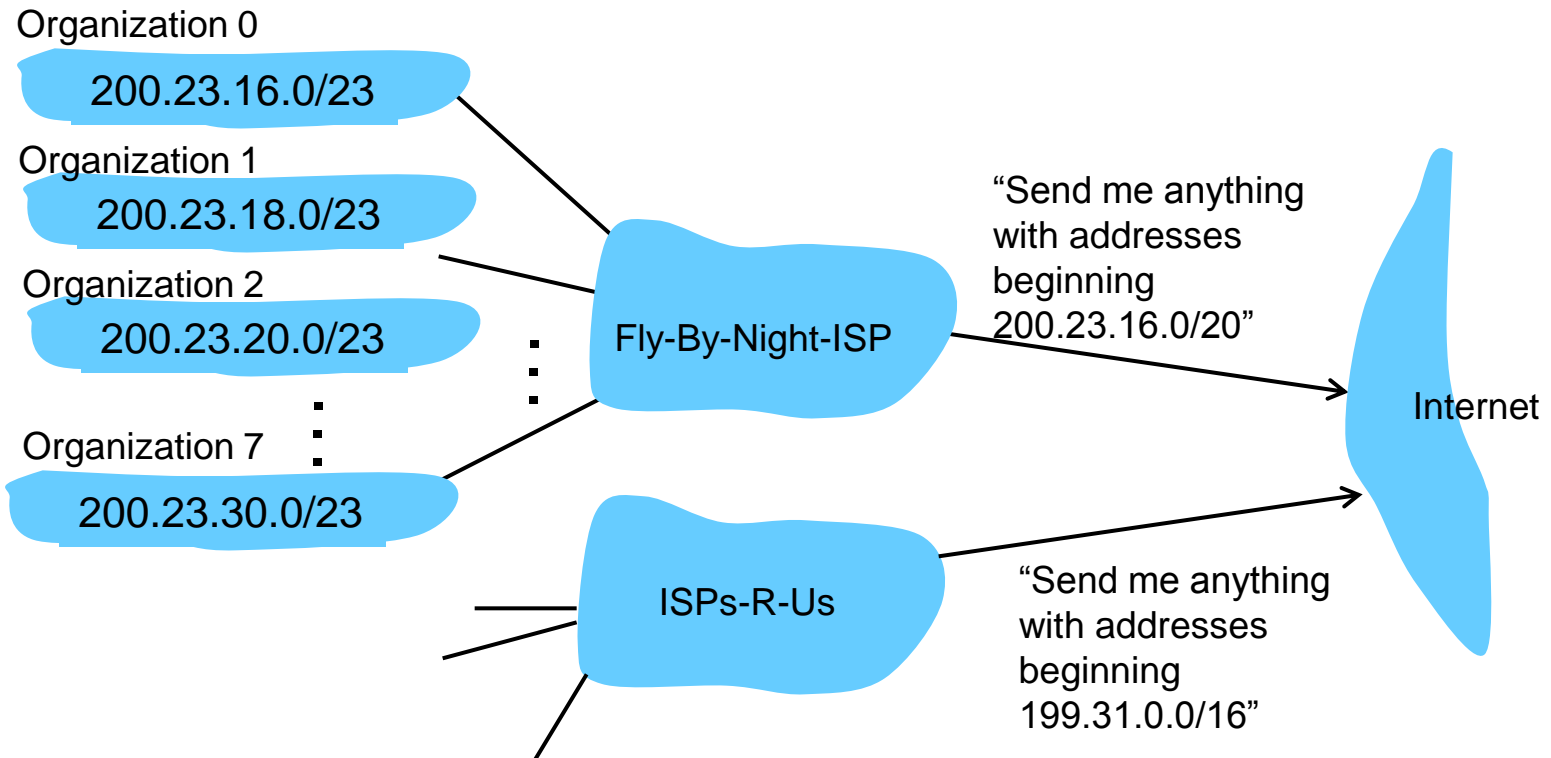 Organization 0
200.23.16.0/23
Organization 1
200.23.18.0/23
Organization 2
200.23.20.0/23
Organization 7
200.23.30.0/23
Fly-By-Night-ISP
“Send me anything
with addresses
beginning
200.23.16.0/20”
Internet
ISPs-R-Us
“Send me anything
with addresses
beginning
199.31.0.0/16”